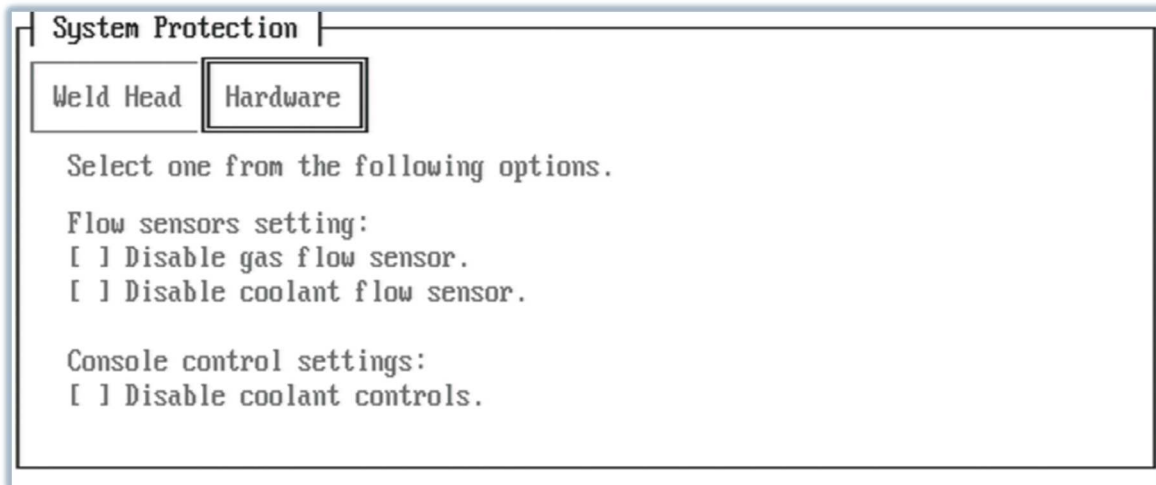 System Protection
Weld Head Hardware
Select one from the following options.
Flow sensors setting:
[ ] Disable gas flow sensor.
[ ] Disable coolant flow sensor.
Console control settings:
[ ] Disable coolant controls.